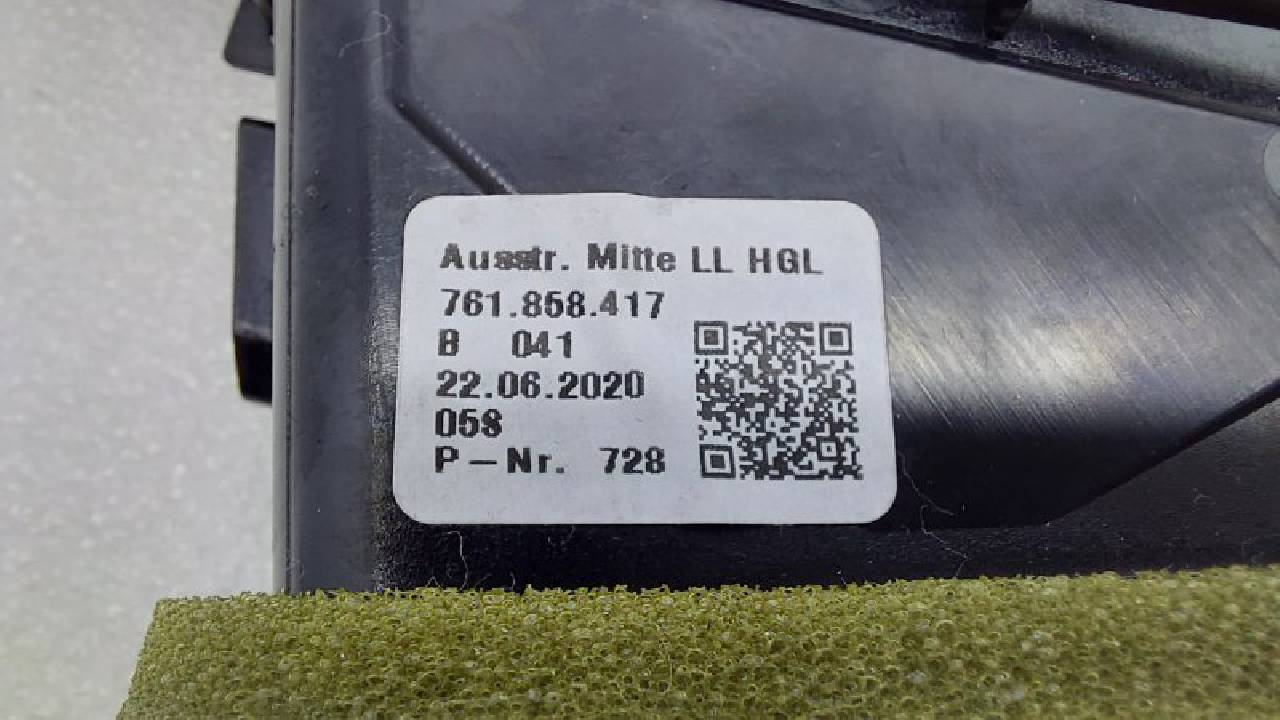 Ausstr. Mitte LL HGL
761.858.417
B 041
22.06.2020
058
P-Nr. 728